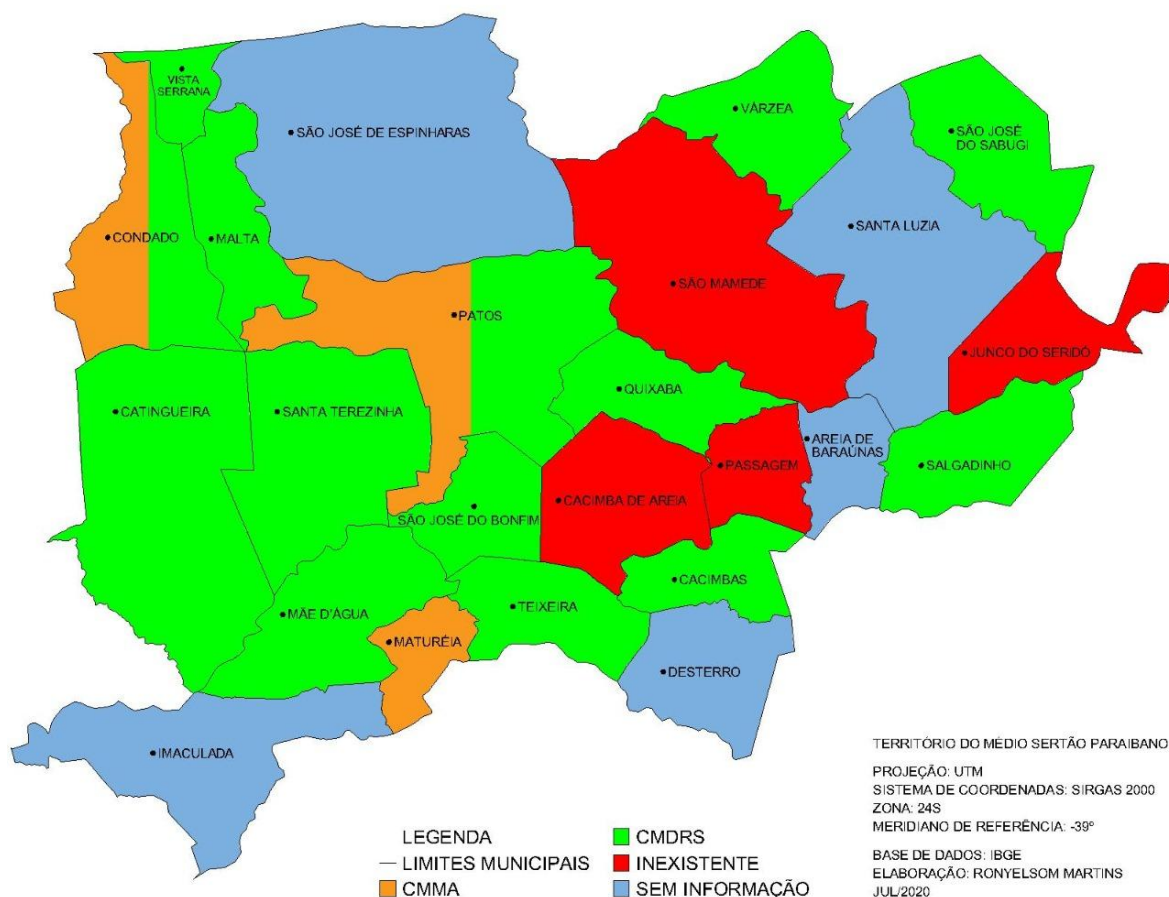 VISTA
SERRANA
SÃO JOSÉ DE ESPINHARAS
VÁRZEA
SÃO JOSÉ
DO SABUGI
CONDADO
MALTA
SANTA LUZIA
SÃO MAMEDE
PATOS
JUNCO DO SERIDÓ
QUIXABA
CATINGUEIRA
SANTA TEREZINHA
AREIA DE
BARAÚNAS
PASSAGEM
SALGADINHO
CACIMBA DE AREIA
SÃO JOSÉ DO BONFIM
CACIMBAS
MÃE D'ÁGUA
TEIXEIRA
MATURÉIA
DESTERRO
IMACULADA
LEGENDA
LIMITES MUNICIPAIS
CMMA
CMDRS
INEXISTENTE
SEM INFORMAÇÃO
TERRITÓRIO DO MÉDIO SERTÃO PARAIBANO
PROJEÇÃO: UTM
SISTEMA DE COORDENADAS: SIRGAS 2000
ZONA: 24S
MERIDIANO DE REFERÊNCIA: -39º
BASE DE DADOS: IBGE
ELABORAÇÃO: RONYELSOM MARTINS
JUL/2020